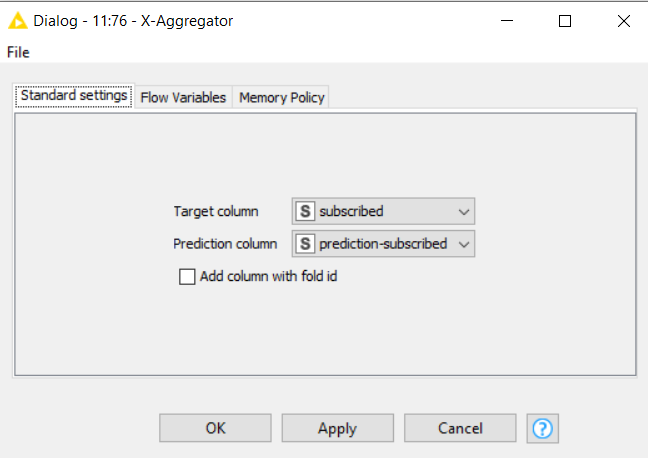 Dialog - 11:76 - X-Aggregator
File
Standard settings Flow Variables Memory Policy
Target column S subscribed
Prediction column S prediction-subscribed
Add column with fold id
OK Apply Cancel ?